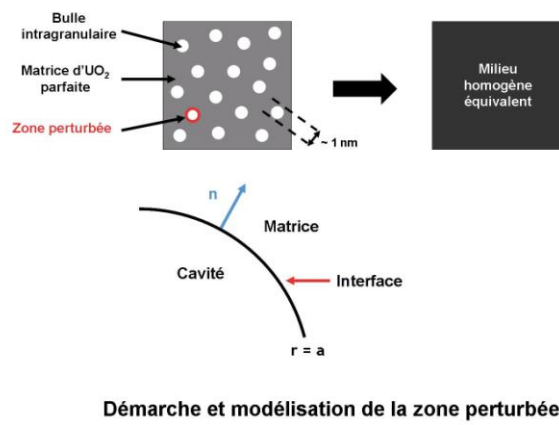 Bulle
intragranulaire
Matrice d'UO₂
parfaite
Zone perturbée
~ 1 nm
Milieu
homogène
équivalent
n
Matrice
Cavité
Interface
r = a
Démarche et modélisation de la zone perturbée